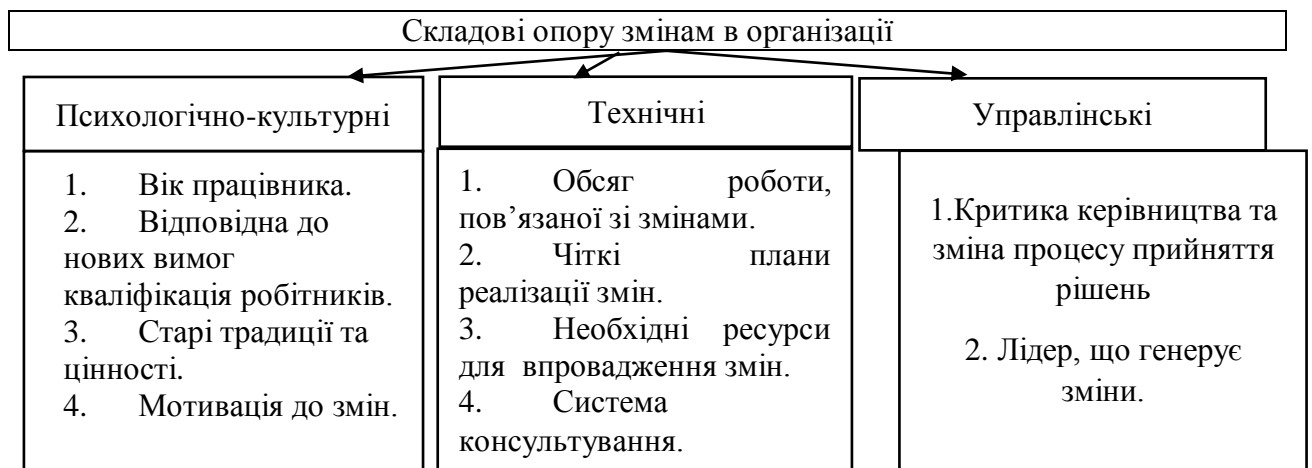 Складові опору змінам в організації
Психологічно-культурні
1. Вік працівника.
2. Відповідна до
нових вимог
кваліфікація робітників.
3. Старі традиції та
цінності.
4. Мотивація до змін.
Технічні
1. Обсяг роботи,
пов’язаної зі змінами.
2. Чіткі плани
реалізації змін.
3. Необхідні ресурси
для впровадження змін.
4. Система
консультування.
Управлінські
1.Критика керівництва та
зміна процесу прийняття
рішень
2. Лідер, що генерує
зміни.